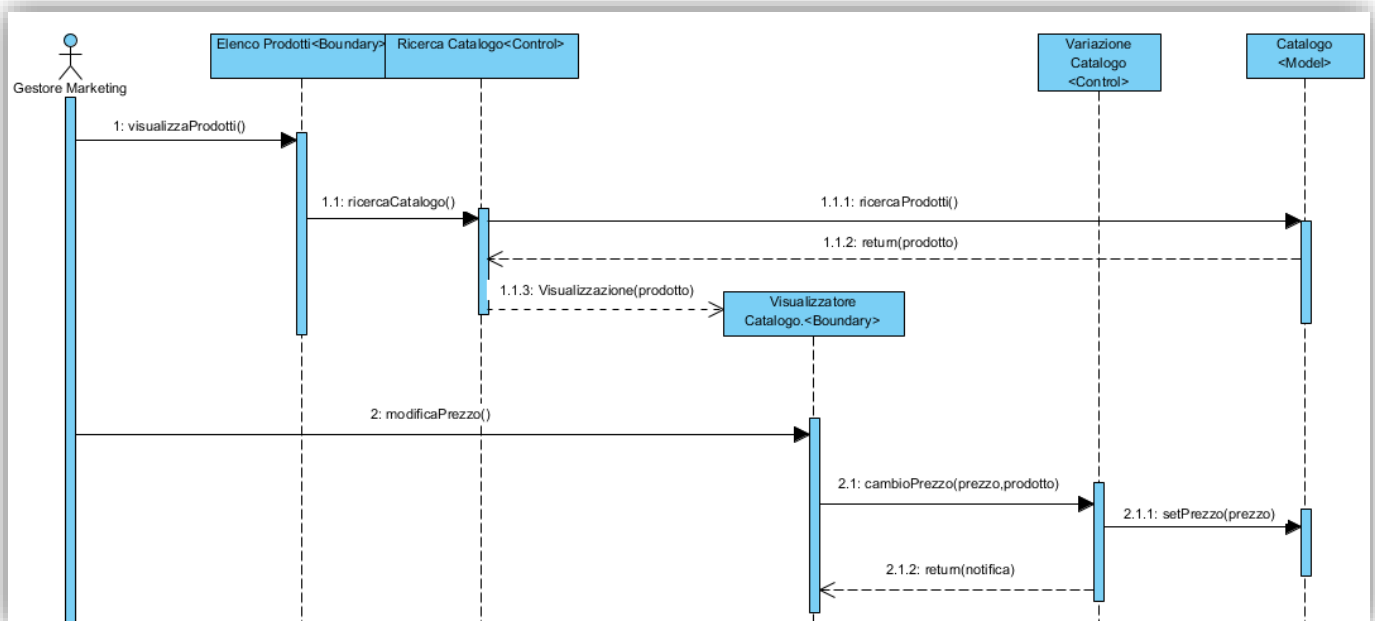 Elenco Prodotti<Boundary>
Ricerca Catalogo<Control>
Variazione
Catalogo
<Control>
Catalogo
<Model>
Gestore Marketing
1: visualizzaProdotti()
1.1: ricercaCatalogo()
1.1.1: ricercaProdotti()
1.1.2: return(prodotto)
1.1.3: Visualizzazione(prodotto)
Visualizzatore
Catalogo.<Boundary>
2: modificaPrezzo()
2.1: cambioPrezzo(prezzo,prodotto)
2.1.1: setPrezzo(prezzo)
2.1.2: return(notifica)